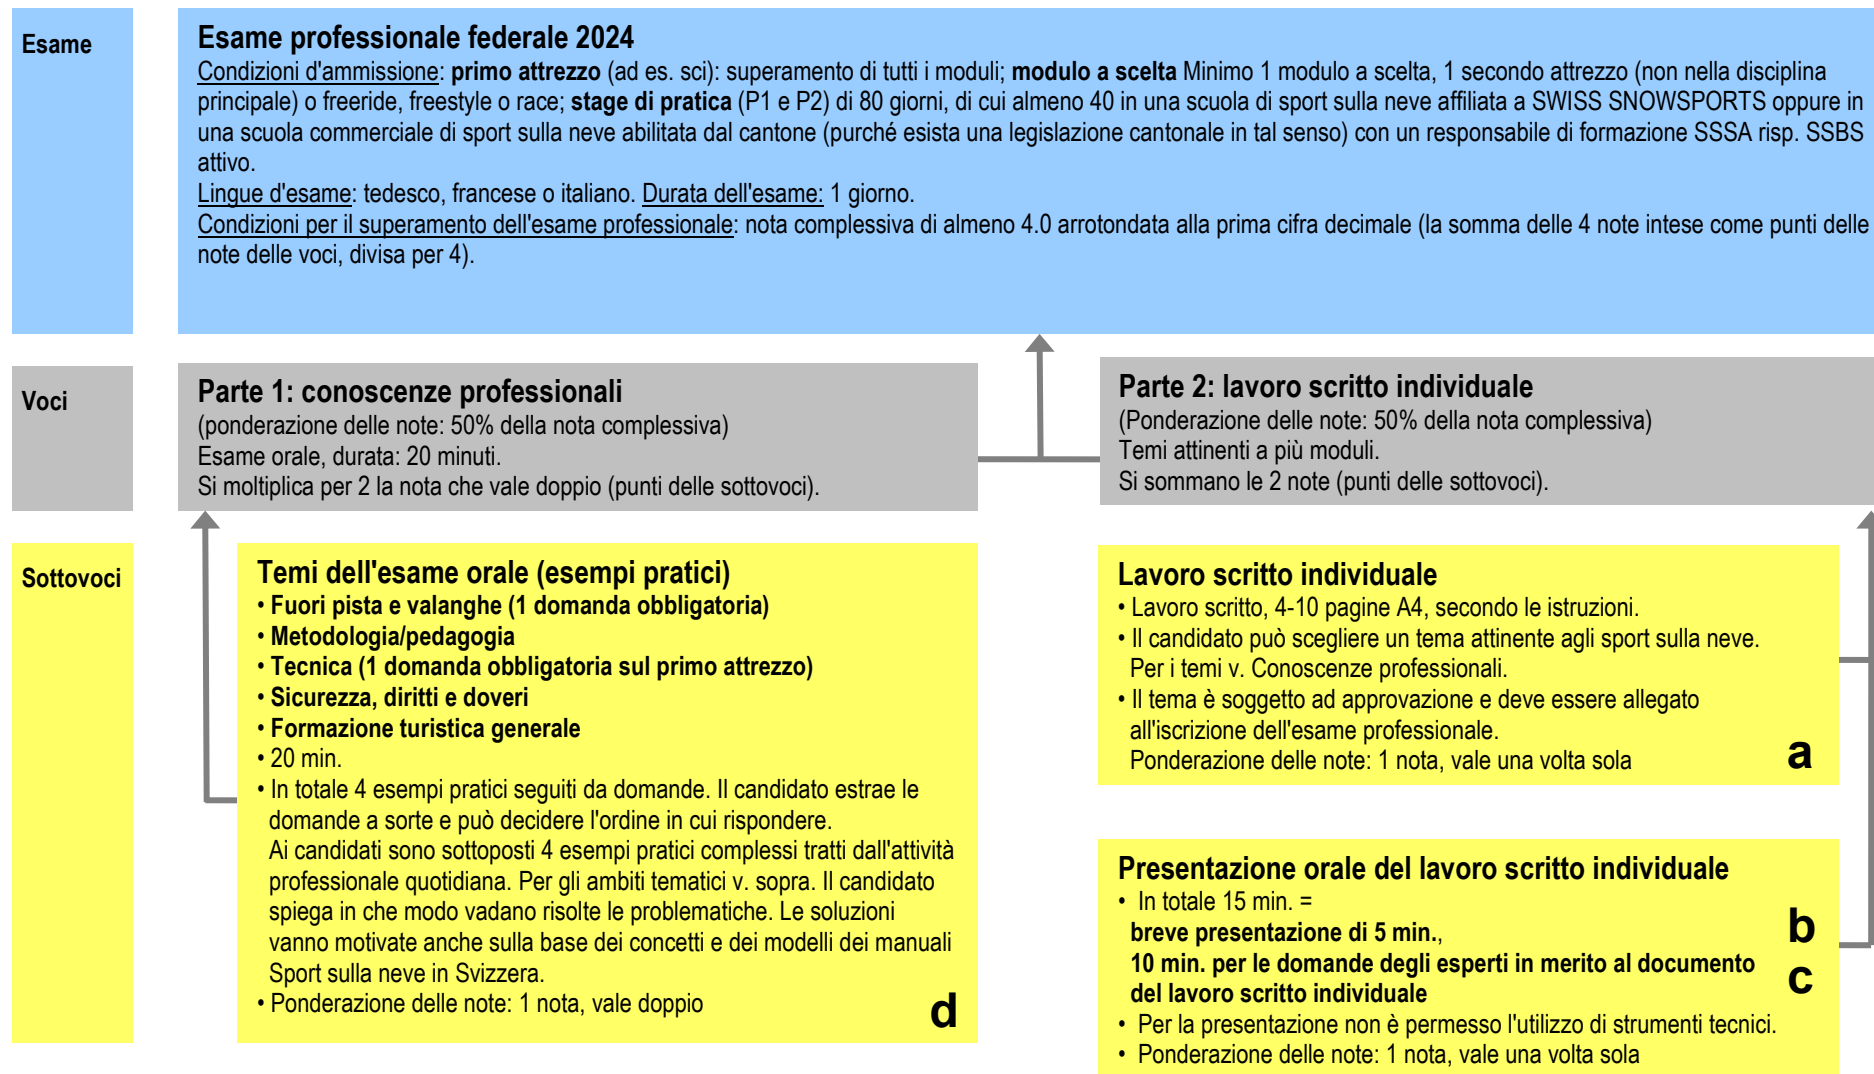 Esame
Esame professionale federale 2024
Condizioni d'ammissione: primo attrezzo (ad es. sci): superamento di tutti i moduli; modulo a scelta Minimo 1 modulo a scelta, 1 secondo attrezzo (non nella disciplina
principale) o freeride, freestyle o race; stage di pratica (P1 e P2) di 80 giorni, di cui almeno 40 in una scuola di sport sulla neve affiliata a SWISS SNOWSPORTS oppure in
una scuola commerciale di sport sulla neve abilitata dal cantone (purché esista una legislazione cantonale in tal senso) con un responsabile di formazione SSSA risp. SSBS
attivo.
Lingue d'esame: tedesco, francese o italiano. Durata dell'esame: 1 giorno.
Condizioni per il superamento dell'esame professionale: nota complessiva di almeno 4.0 arrotondata alla prima cifra decimale (la somma delle 4 note intese come punti delle
note delle voci, divisa per 4).
Voci
Parte 1: conoscenze professionali
(ponderazione delle note: 50% della nota complessiva)
Esame orale, durata: 20 minuti.
Si moltiplica per 2 la nota che vale doppio (punti delle sottovoci).
Parte 2: lavoro scritto individuale
(Ponderazione delle note: 50% della nota complessiva)
Temi attinenti a più moduli.
Si sommano le 2 note (punti delle sottovoci).
Sottovoci
Temi dell'esame orale (esempi pratici)
• Fuori pista e valanghe (1 domanda obbligatoria)
• Metodologia/pedagogia
• Tecnica (1 domanda obbligatoria sul primo attrezzo)
• Sicurezza, diritti e doveri
• Formazione turistica generale
• 20 min.
• In totale 4 esempi pratici seguiti da domande. Il candidato estrae le
domande a sorte e può decidere l'ordine in cui rispondere.
Ai candidati sono sottoposti 4 esempi pratici complessi tratti dall'attività
professionale quotidiana. Per gli ambiti tematici v. sopra. Il candidato
spiega in che modo vadano risolte le problematiche. Le soluzioni
vanno motivate anche sulla base dei concetti e dei modelli dei manuali
Sport sulla neve in Svizzera.
• Ponderazione delle note: 1 nota, vale doppio
d
Lavoro scritto individuale
• Lavoro scritto, 4-10 pagine A4, secondo le istruzioni.
• Il candidato può scegliere un tema attinente agli sport sulla neve.
Per i temi v. Conoscenze professionali.
• Il tema è soggetto ad approvazione e deve essere allegato
all'iscrizione dell'esame professionale.
Ponderazione delle note: 1 nota, vale una volta sola
a
Presentazione orale del lavoro scritto individuale
• In totale 15 min. =
breve presentazione di 5 min.,
b
10 min. per le domande degli esperti in merito al documento
del lavoro scritto individuale
c
• Per la presentazione non è permesso l'utilizzo di strumenti tecnici.
• Ponderazione delle note: 1 nota, vale una volta sola